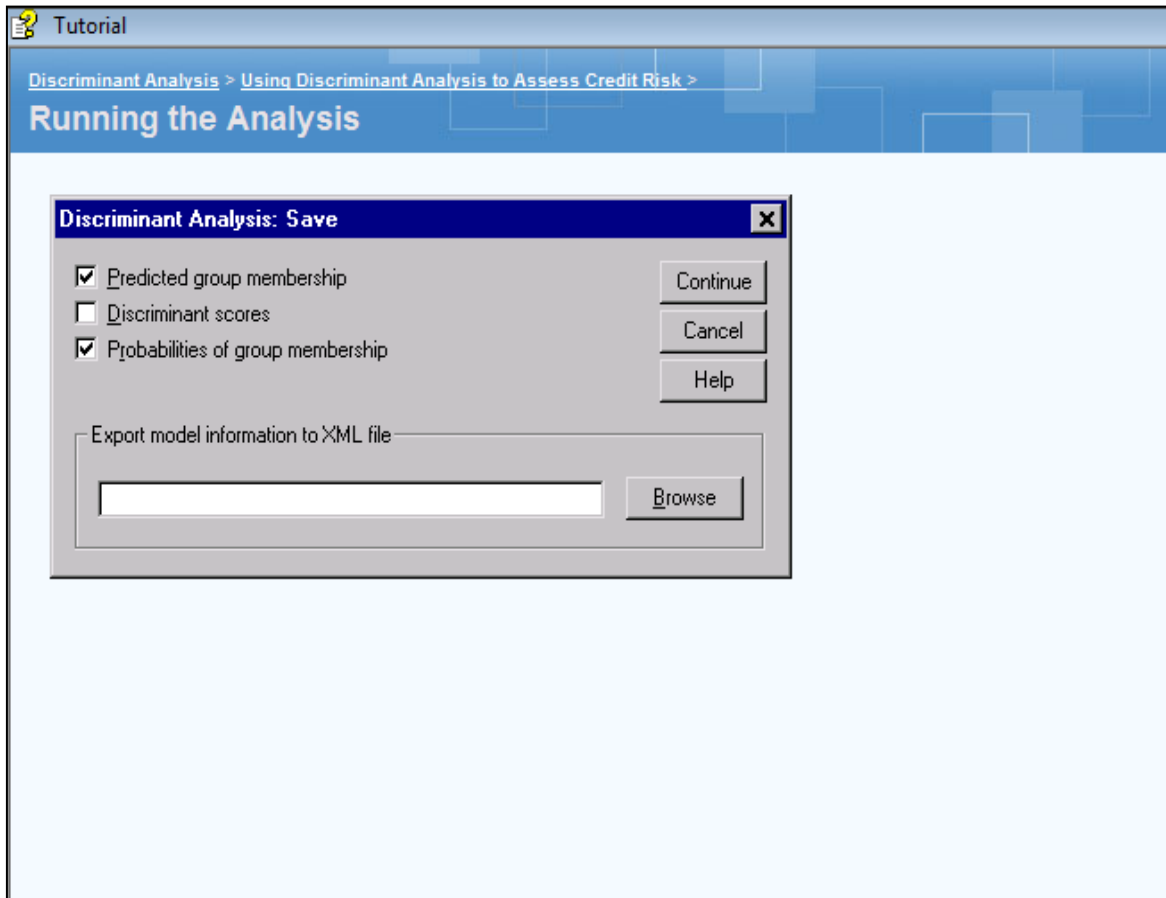 Tutorial
Discriminant Analysis > Using Discriminant Analysis to Assess Credit Risk >
Running the Analysis
Discriminant Analysis: Save
Predicted group membership
Discriminant scores
Probabilities of group membership
Continue
Cancel
Help
Export model information to XML file
Browse